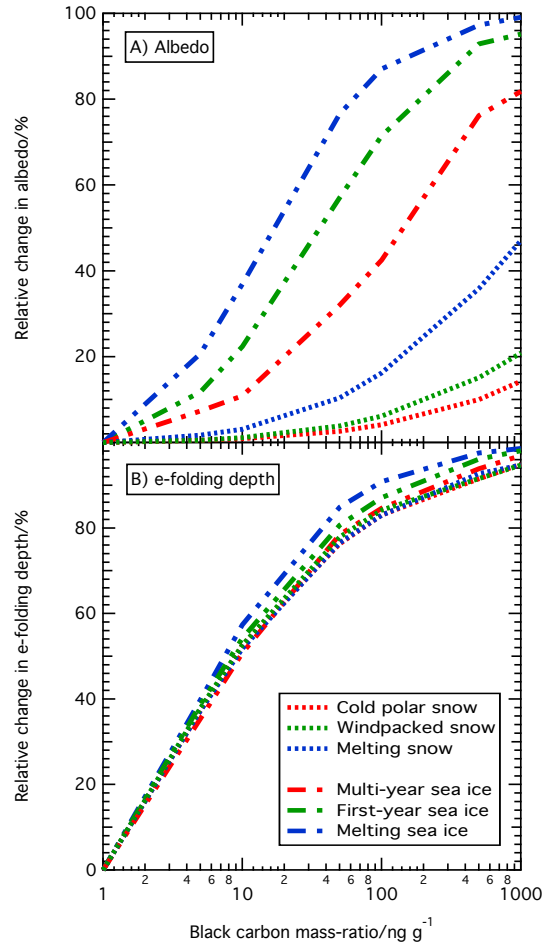 100
A) Albedo
80
60
40
20
Relative change in albedo/%
B) e-folding depth
80
60
40
20
0
Relative change in e-folding depth/%
Cold polar snow
Windpacked snow
Melting snow
Multi-year sea ice
First-year sea ice
Melting sea ice
1 2 4 6 8 10 2 4 6 8 100 2 4 6 8 1000
Black carbon mass-ratio/ng g⁻¹